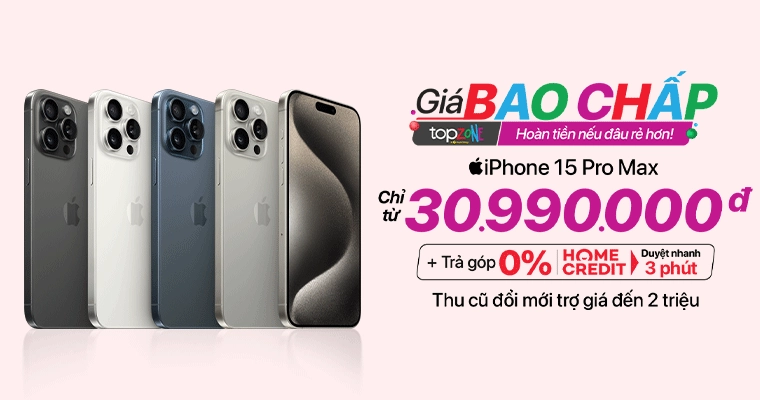 Giá BAO CHẤP
topzone Hoàn tiền nếu đâu rẻ hơn!
iPhone 15 Pro Max
Chỉ từ 30.990.000đ
+ Trả góp 0% HOME CREDIT Duyệt nhanh 3 phút
Thu cũ đổi mới trợ giá đến 2 triệu